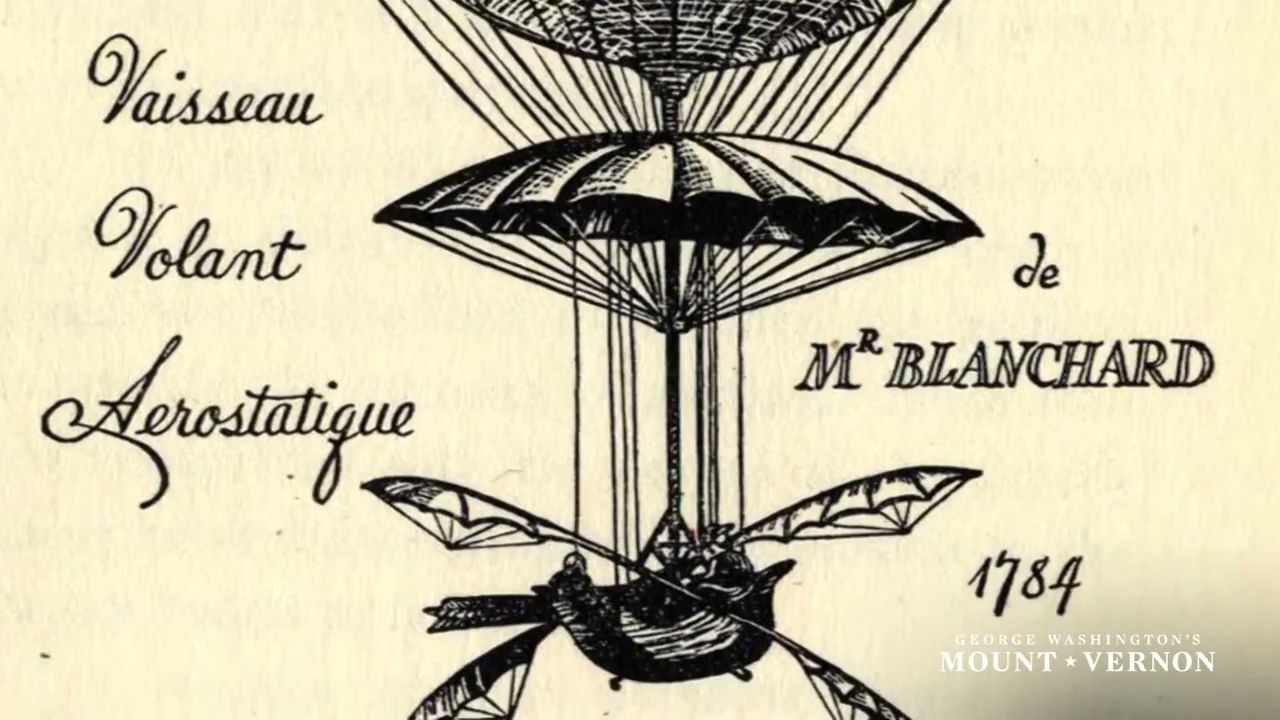 Vaisseau
Volant
Aerostatique
de
MR BLANCHARD
1784
GEORGE WASHINGTON'S
MOUNT★VERNON